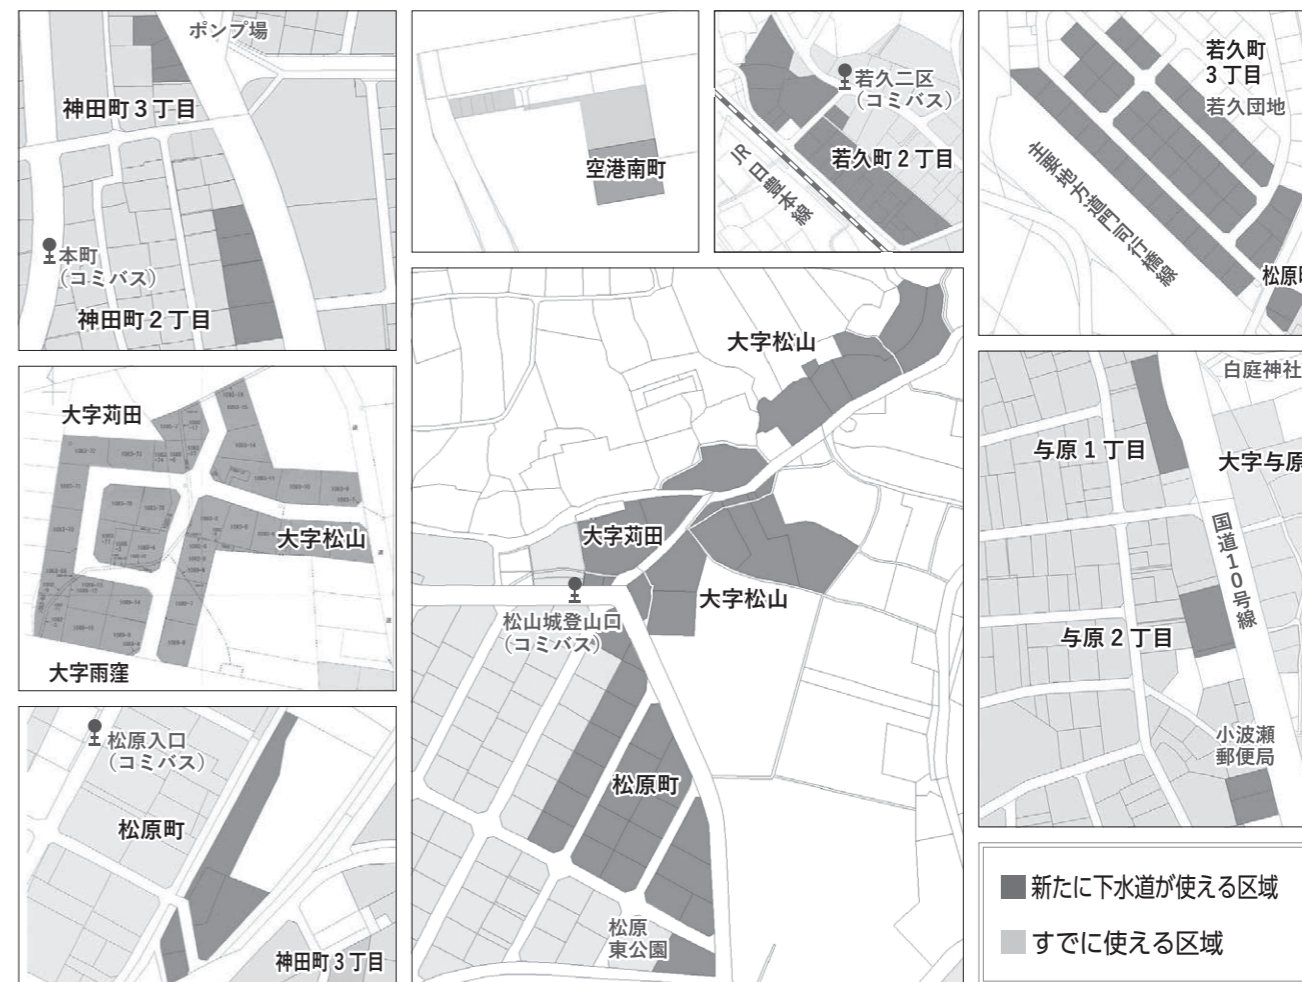 ポンプ場
神田町3丁目
本町
(コミバス)
神田町2丁目
空港南町
若久二区
(コミバス)
若久町2丁目
JR日豊本線
若久町
3丁目
若久団地
主要地方道門司行橋線
松原
大字苅田
大字松山
大字雨窪
大字松山
大字苅田
大字松山
松山城登山口
(コミバス)
松原町
松原
東公園
白庭神社
与原1丁目
大字与原
国道10号線
与原2丁目
小波瀬
郵便局
松原入口
(コミバス)
松原町
神田町3丁目
新たに下水道が使える区域
すでに使える区域